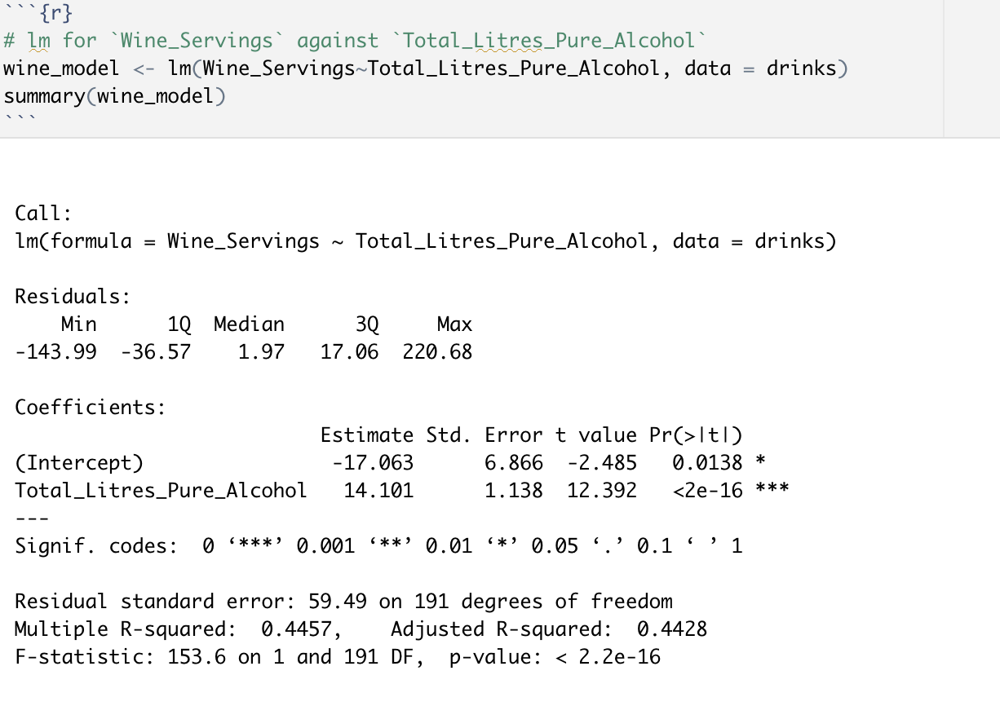 ```{r}
# lm for `Wine_Servings` against `Total_Litres_Pure_Alcohol`
wine_model <- lm(Wine_Servings~Total_Litres_Pure_Alcohol, data = drinks)
summary(wine_model)
```
Call:
lm(formula = Wine_Servings ~ Total_Litres_Pure_Alcohol, data = drinks)
Residuals:
    Min      1Q  Median      3Q     Max
-143.99  -36.57    1.97   17.06  220.68
Coefficients:
                          Estimate Std. Error t value Pr(>|t|)
(Intercept)                -17.063      6.866  -2.485   0.0138 *
Total_Litres_Pure_Alcohol   14.101      1.138  12.392   <2e-16 ***
---
Signif. codes:  0 ‘***’ 0.001 ‘**’ 0.01 ‘*’ 0.05 ‘.’ 0.1 ‘ ’ 1
Residual standard error: 59.49 on 191 degrees of freedom
Multiple R-squared:  0.4457,    Adjusted R-squared:  0.4428
F-statistic: 153.6 on 1 and 191 DF,  p-value: < 2.2e-16